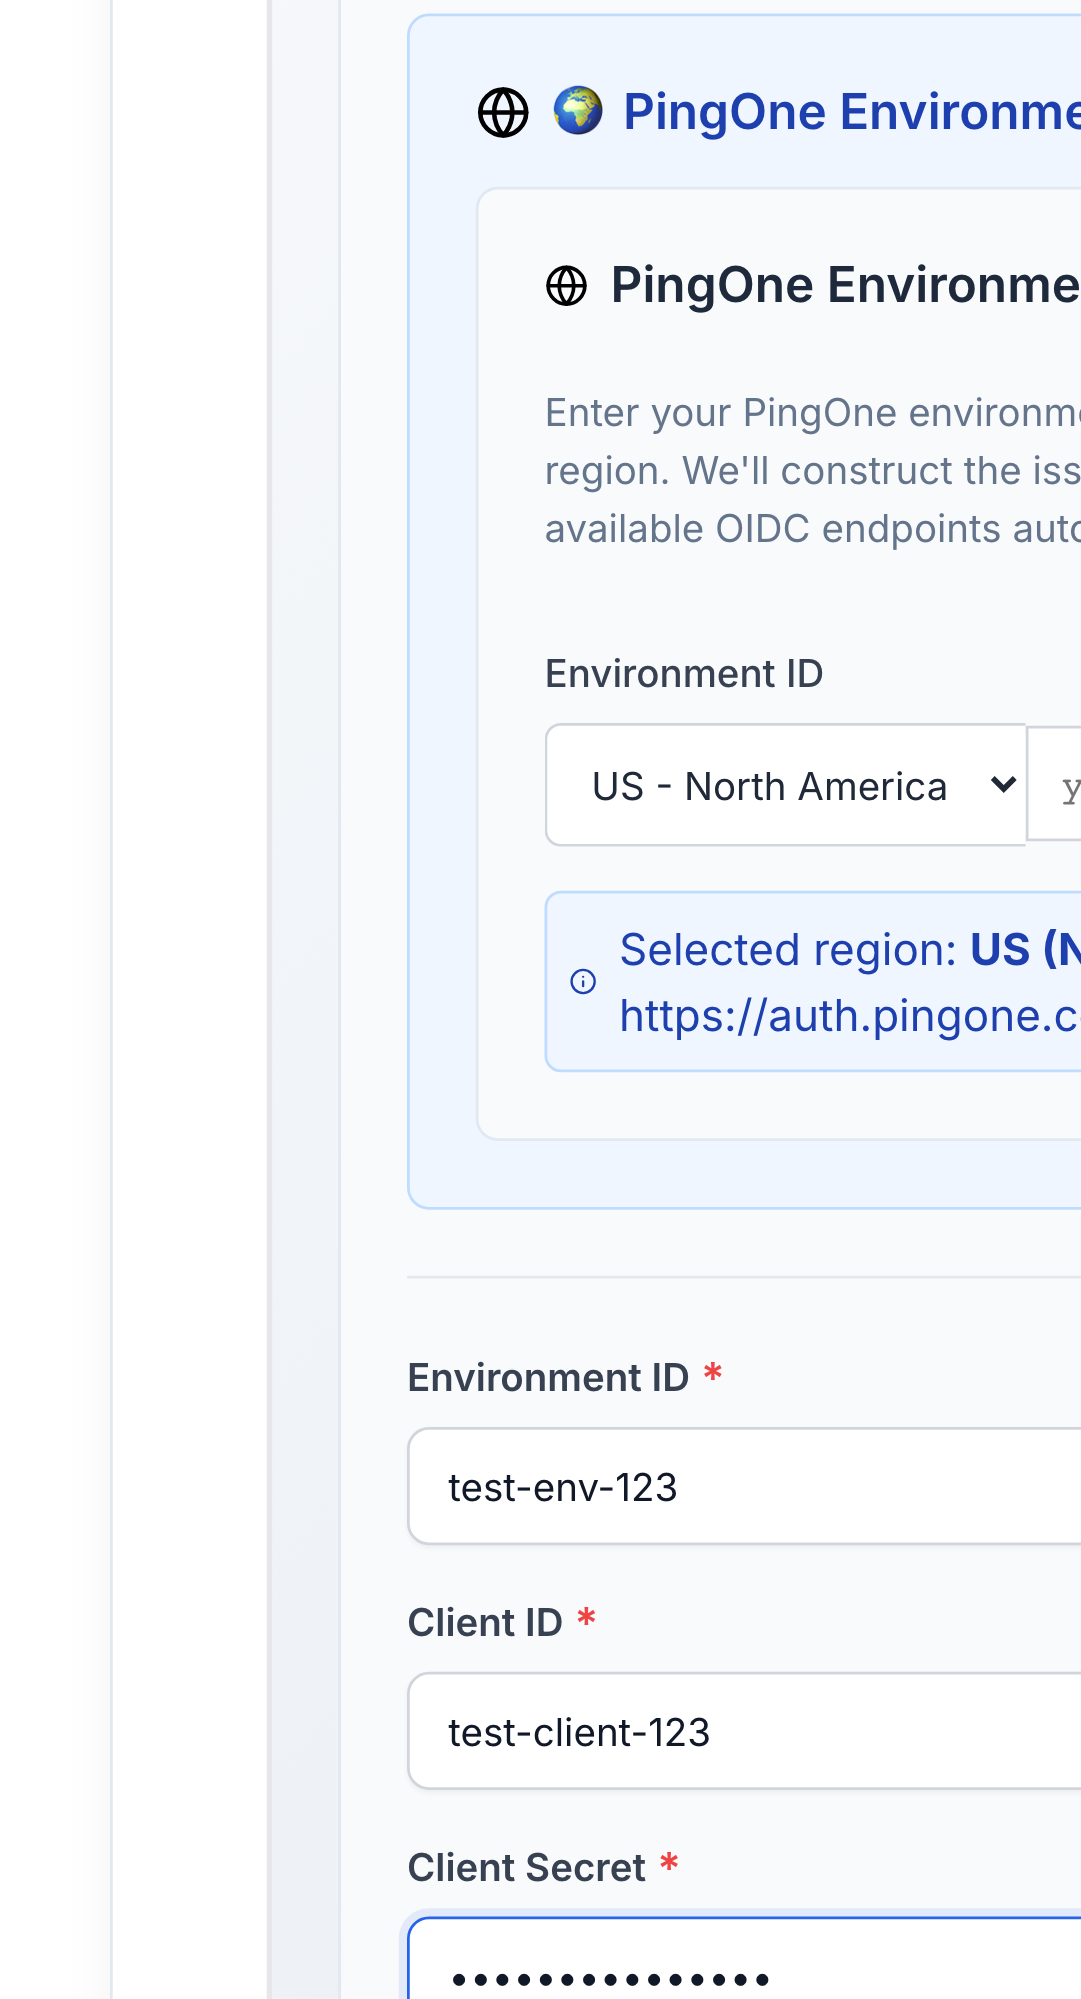 PingOne Environme
PingOne Environme
Enter your PingOne environme
region. We'll construct the iss
available OIDC endpoints auto
Environment ID
US - North America y
Selected region: US (N
https://auth.pingone.c
Environment ID *
test-env-123
Client ID *
test-client-123
Client Secret *
•••••••••••••••